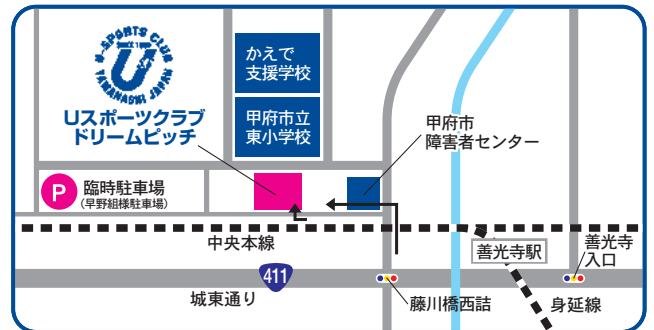 U-SPORTS CLUB
YAMANASHI JAPAN
U
Uスポーツクラブ
ドリームピッチ
かえで
支援学校
甲府市立
東小学校
甲府市
障害者センター
P
臨時駐車場
(早野組様駐車場)
中央本線
善光寺駅
善光寺
入口
411
城東通り
藤川橋西詰
身延線